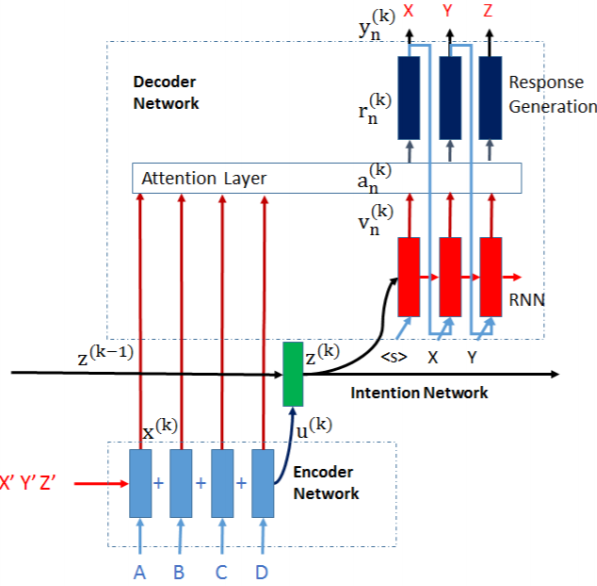 y_n^(k) X Y Z
Decoder
Network
Response
Generation
r_n^(k)
Attention Layer a_n^(k)
v_n^(k)
RNN
<s> X Y
z^(k−1) z^(k)
Intention Network
x^(k) u^(k)
Encoder
Network
X' Y' Z'
+ + +
A B C D